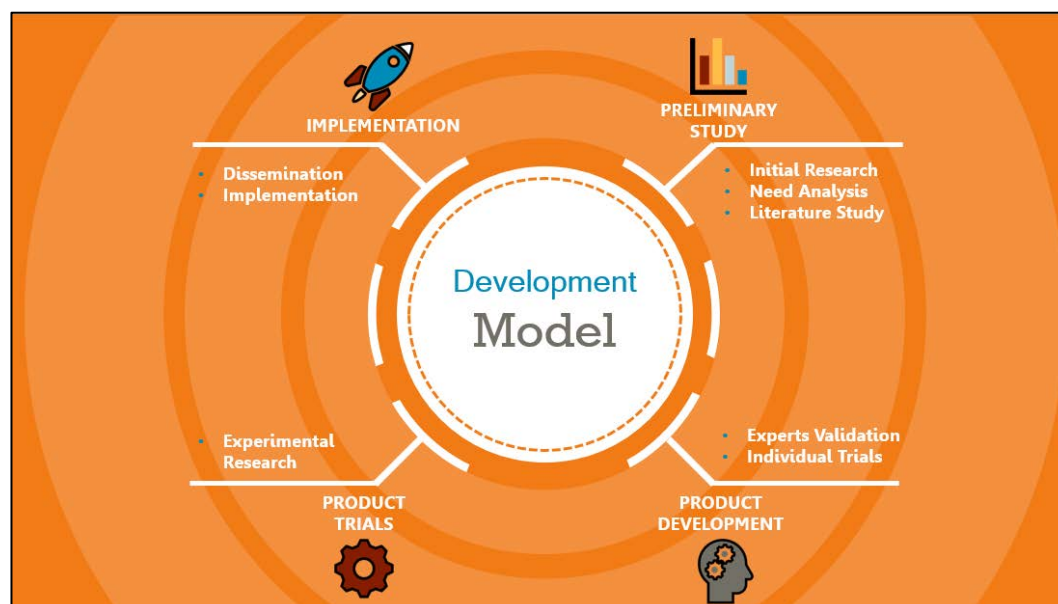 IMPLEMENTATION
• Dissemination
• Implementation
PRELIMINARY
STUDY
• Initial Research
• Need Analysis
• Literature Study
Development
Model
• Experimental
Research
PRODUCT
TRIALS
• Experts Validation
• Individual Trials
PRODUCT
DEVELOPMENT